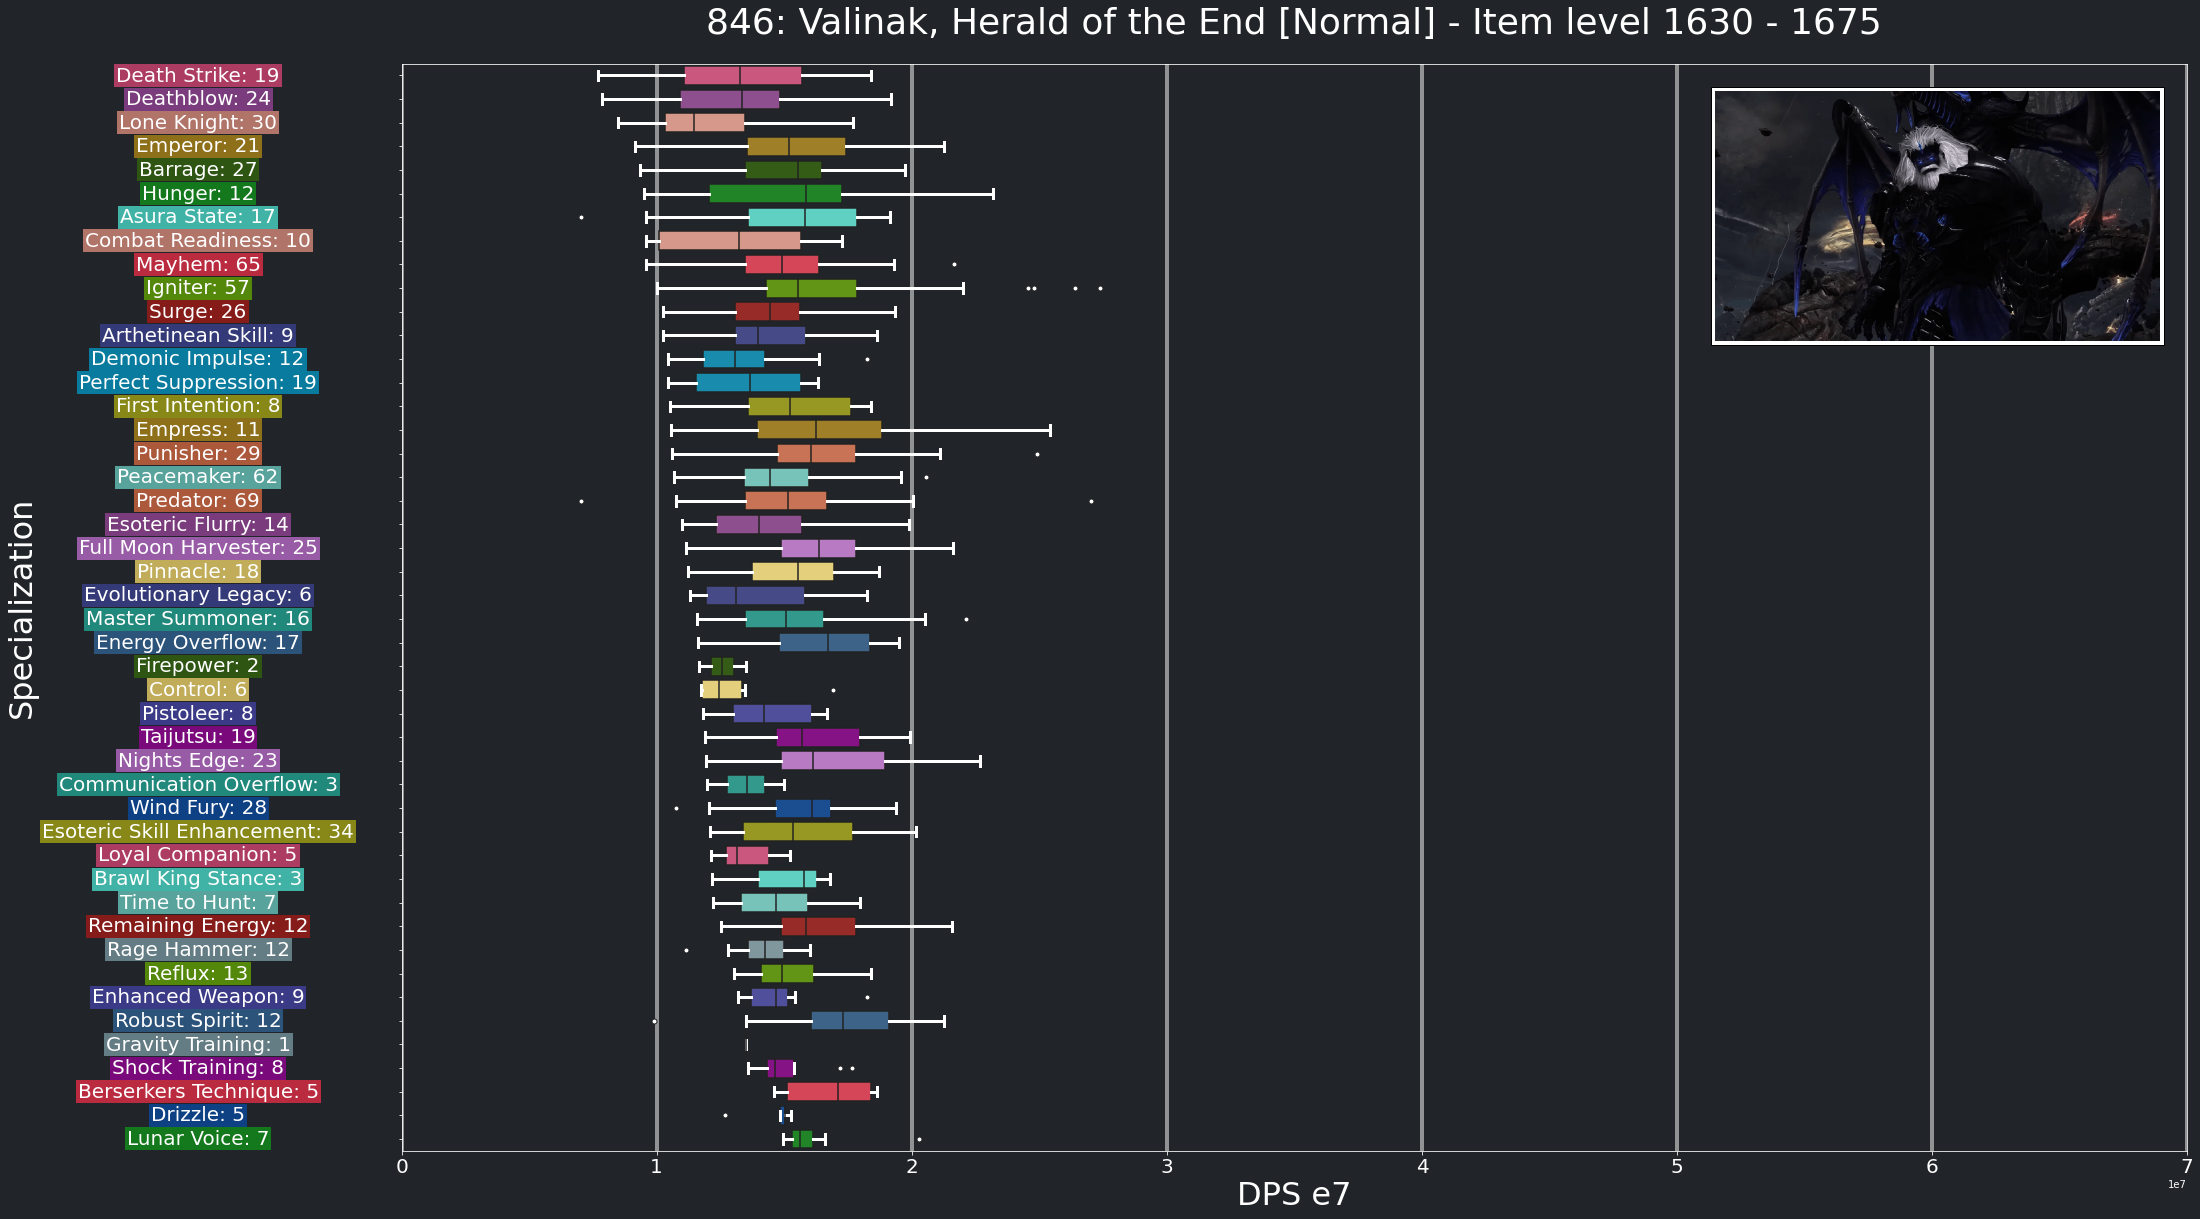 846: Valinak, Herald of the End [Normal] - Item level 1630 - 1675
Specialization
Death Strike: 19
Deathblow: 24
Lone Knight: 30
Emperor: 21
Barrage: 27
Hunger: 12
Asura State: 17
Combat Readiness: 10
Mayhem: 65
Igniter: 57
Surge: 26
Arthetinean Skill: 9
Demonic Impulse: 12
Perfect Suppression: 19
First Intention: 8
Empress: 11
Punisher: 29
Peacemaker: 62
Predator: 69
Esoteric Flurry: 14
Full Moon Harvester: 25
Pinnacle: 18
Evolutionary Legacy: 6
Master Summoner: 16
Energy Overflow: 17
Firepower: 2
Control: 6
Pistoleer: 8
Taijutsu: 19
Nights Edge: 23
Communication Overflow: 3
Wind Fury: 28
Esoteric Skill Enhancement: 34
Loyal Companion: 5
Brawl King Stance: 3
Time to Hunt: 7
Remaining Energy: 12
Rage Hammer: 12
Reflux: 13
Enhanced Weapon: 9
Robust Spirit: 12
Gravity Training: 1
Shock Training: 8
Berserkers Technique: 5
Drizzle: 5
Lunar Voice: 7
0 1 2 3 4 5 6 7
1e7
DPS e7